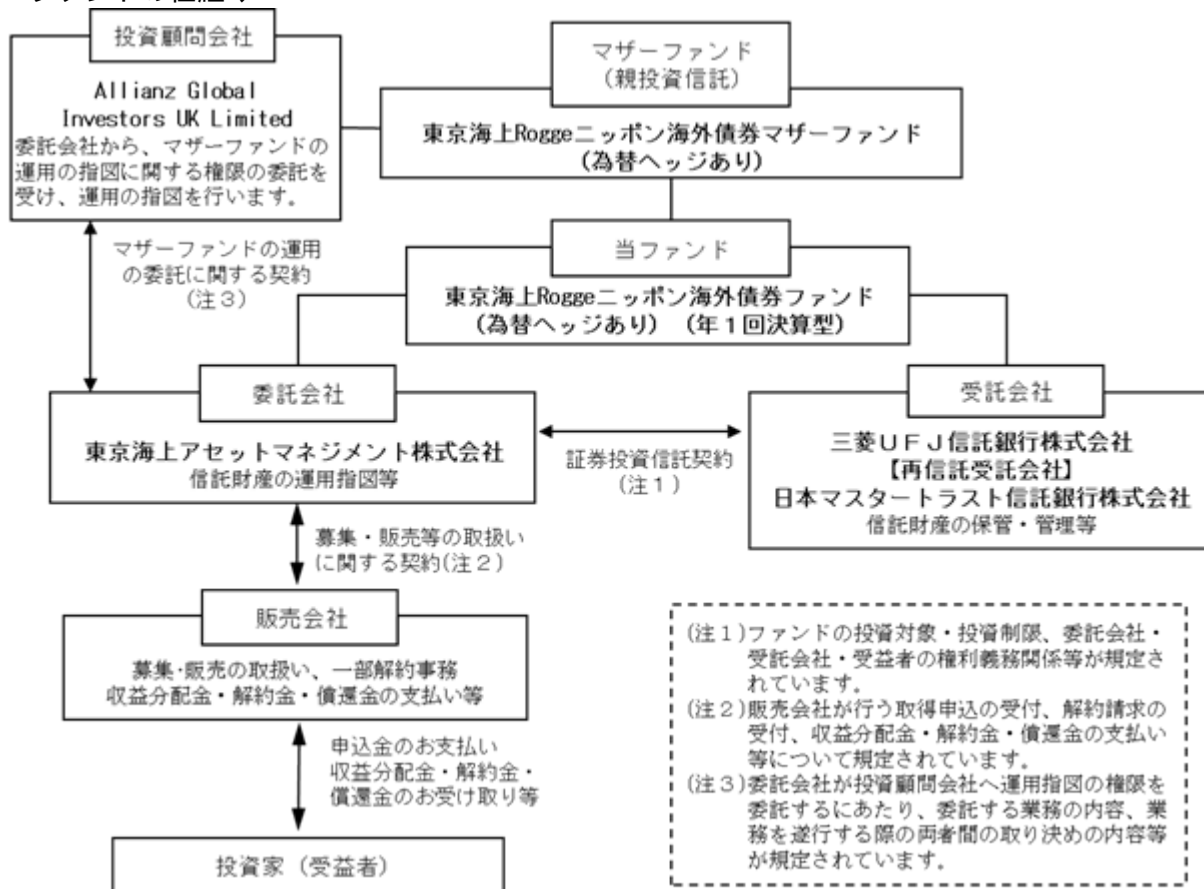 投資顧問会社
Allianz Global
Investors UK Limited
委託会社から、マザーファンドの
運用の指図に関する権限の委託を
受け、運用の指図を行います。
マザーファンド
(親投資信託)
東京海上Roggeニッポン海外債券マザーファンド
(為替ヘッジあり)
マザーファンドの運用
の委託に関する契約
(注3)
当ファンド
東京海上Roggeニッポン海外債券ファンド
(為替ヘッジあり) (年1回決算型)
委託会社
東京海上アセットマネジメント株式会社
信託財産の運用指図等
証券投資信託契約
(注1)
受託会社
三菱UFJ信託銀行株式会社
【再信託受託会社】
日本マスタートラスト信託銀行株式会社
信託財産の保管・管理等
募集・販売等の取扱い
に関する契約(注2)
販売会社
募集・販売の取扱い、一部解約事務
収益分配金・解約金・償還金の支払い等
申込金のお支払い
収益分配金・解約金・
償還金のお受け取り等
投資家(受益者)
(注1)ファンドの投資対象・投資制限、委託会社・
受託会社・受益者の権利義務関係等が規定さ
れています。
(注2)販売会社が行う取得申込の受付、解約請求の
受付、収益分配金・解約金・償還金の支払い
等について規定されています。
(注3)委託会社が投資顧問会社へ運用指図の権限を
委託するにあたり、委託する業務の内容、業
務を遂行する際の両者間の取り決めの内容等
が規定されています。